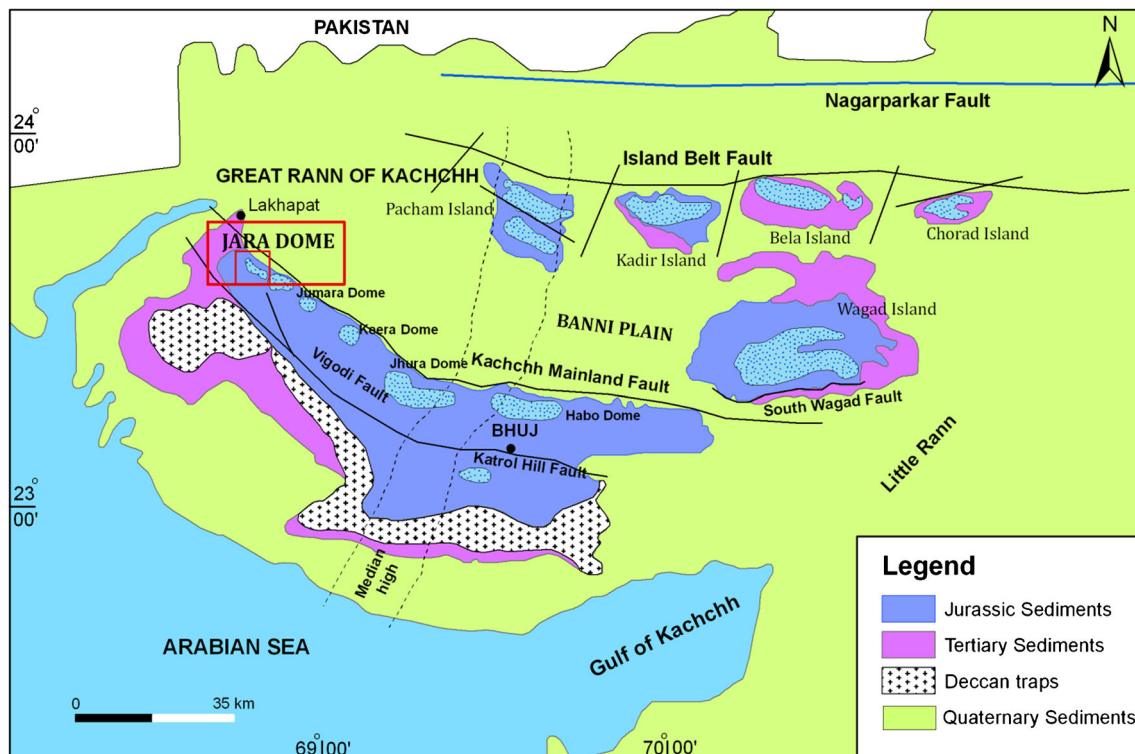 PAKISTAN
N
Nagarparkar Fault
24°
00'
Island Belt Fault
GREAT RANN OF KACHCHH
Lakhapat
Pacham Island
Kadir Island
Bela Island
Chorad Island
JARA DOME
Jumara Dome
Kaera Dome
Jhura Dome
BANNI PLAIN
Wagad Island
Kachchh Mainland Fault
Vigodi Fault
South Wagad Fault
Habo Dome
BHUJ
Katrol Hill Fault
Little Rann
23
00'
Median
high
ARABIAN SEA
Gulf of Kachchh
0 35 km
69°00'
70°00'
Legend
Jurassic Sediments
Tertiary Sediments
Deccan traps
Quaternary Sediments